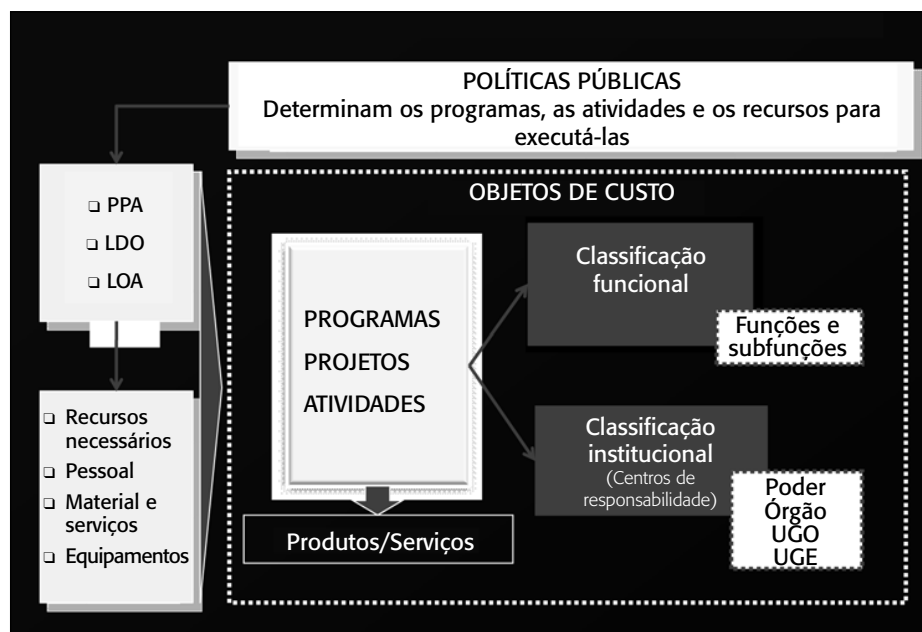 POLÍTICAS PÚBLICAS
Determinam os programas, as atividades e os recursos para
executá-las
❑ PPA
❑ LDO
❑ LOA
❑ Recursos
necessários
❑ Pessoal
❑ Material e
serviços
❑ Equipamentos
OBJETOS DE CUSTO
PROGRAMAS
PROJETOS
ATIVIDADES
Produtos/Serviços
Classificação
funcional
Funções e
subfunções
Classificação
institucional
(Centros de
responsabilidade)
Poder
Órgão
UGO
UGE